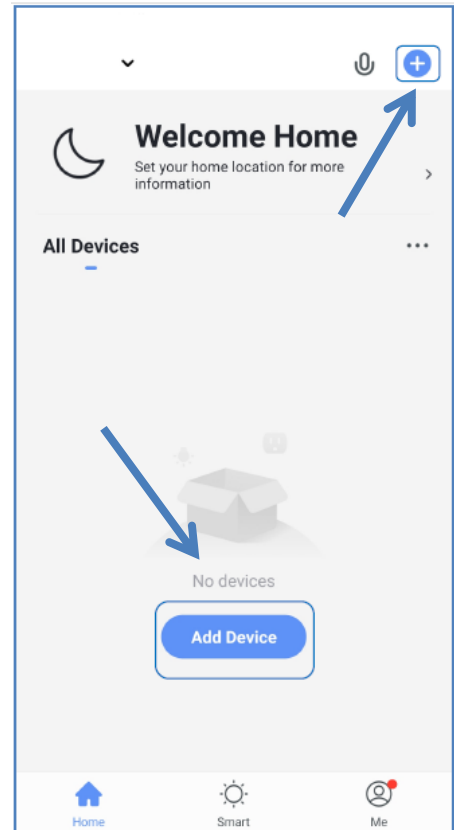 Welcome Home
Set your home location for more
information
All Devices
No devices
Add Device
Home
Smart
Me